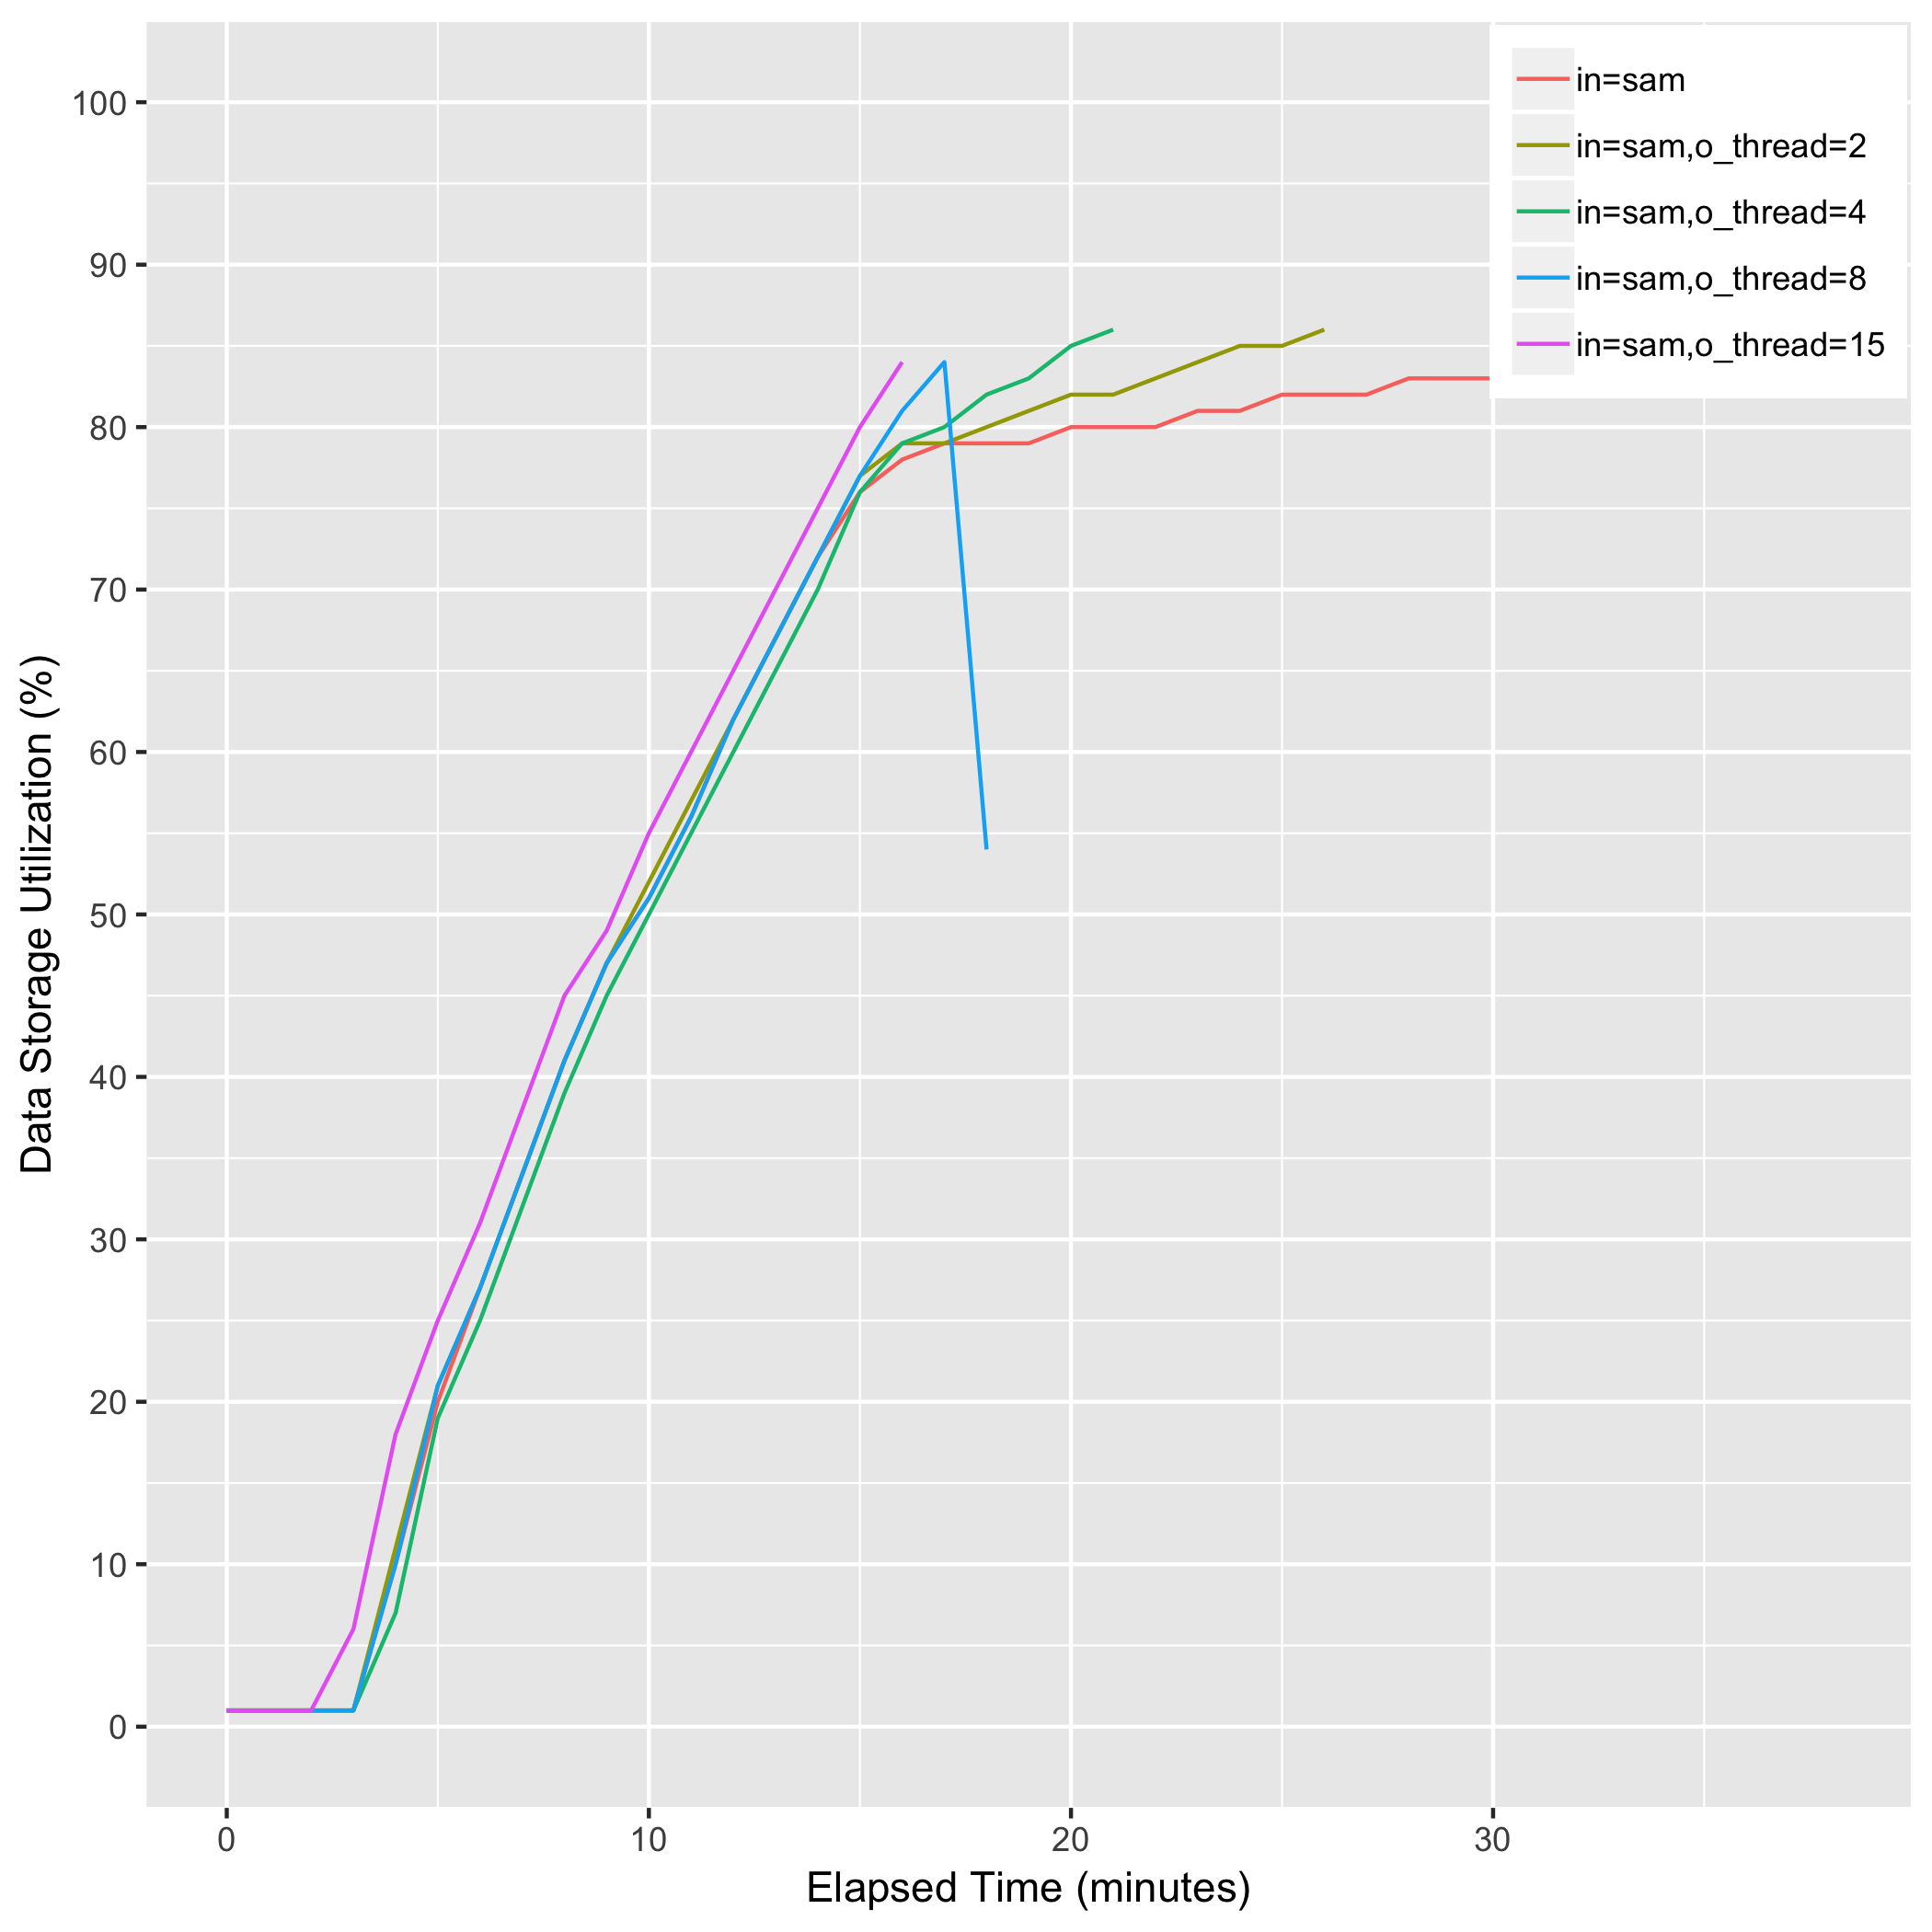 in=sam
in=sam,o_thread=2
in=sam,o_thread=4
in=sam,o_thread=8
in=sam,o_thread=15
100
90
80
70
60
50
40
30
20
10
0
Data Storage Utilization (%)
0 10 20 30
Elapsed Time (minutes)